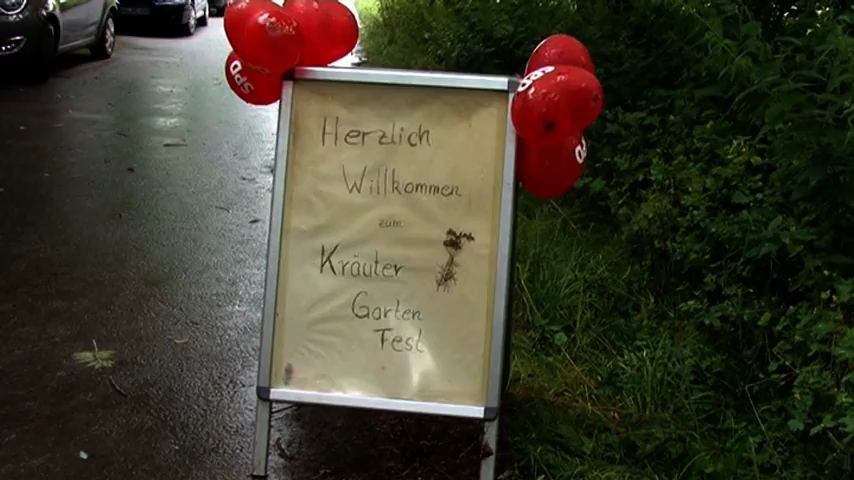 Herzlich
Willkommen
zum
Kräuter
Garten
Fest
SPD
SPD